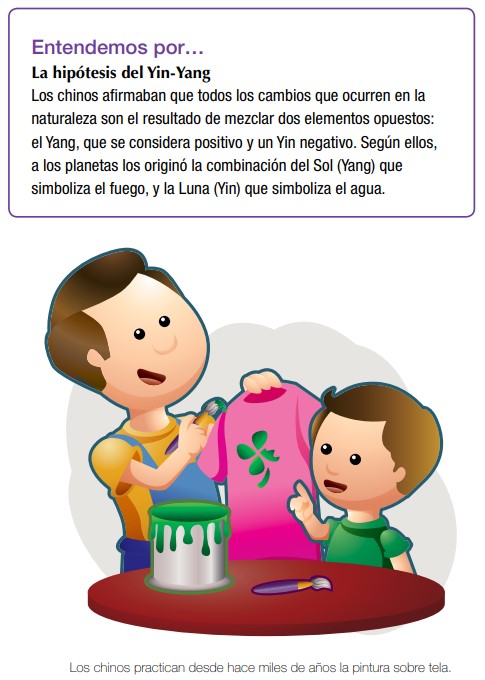 Entendemos por…
La hipótesis del Yin-Yang
Los chinos afirmaban que todos los cambios que ocurren en la
naturaleza son el resultado de mezclar dos elementos opuestos:
el Yang, que se considera positivo y un Yin negativo. Según ellos,
a los planetas los originó la combinación del Sol (Yang) que
simboliza el fuego, y la Luna (Yin) que simboliza el agua.
Los chinos practican desde hace miles de años la pintura sobre tela.